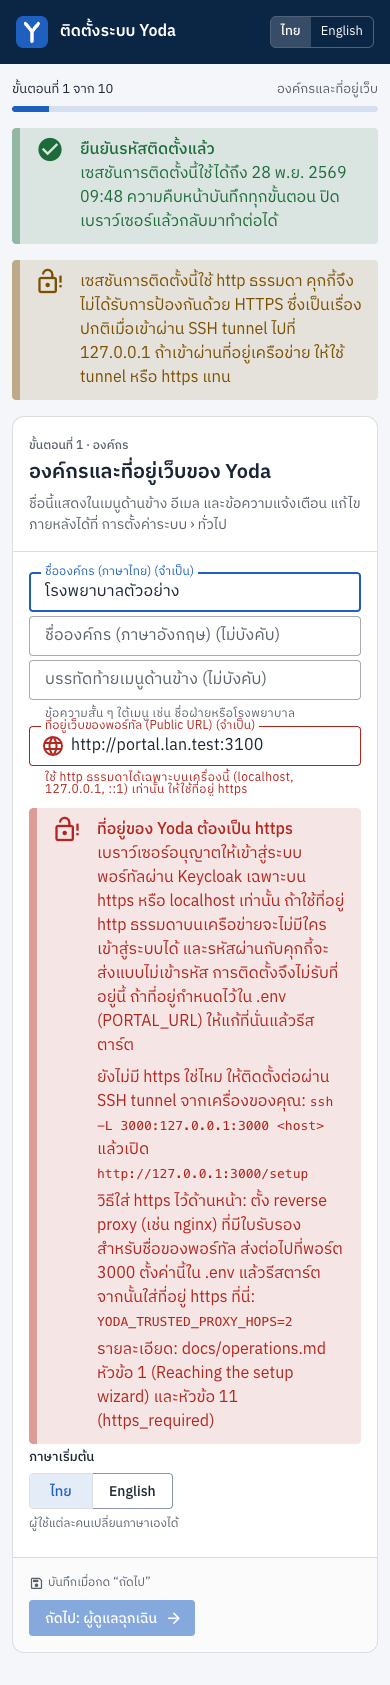 ติดตั้งระบบ Yoda
ไทย
English
ขั้นตอนที่ 1 จาก 10
องค์กรและที่อยู่เว็บ
ยืนยันรหัสติดตั้งแล้ว
เซสชันการติดตั้งนี้ใช้ได้ถึง 28 พ.ย. 2569
09:48 ความคืบหน้าบันทึกทุกขั้นตอน ปิด
เบราว์เซอร์แล้วกลับมาทำต่อได้
เซสชันการติดตั้งนี้ใช้ http ธรรมดา คุกกี้จึง
ไม่ได้รับการป้องกันด้วย HTTPS ซึ่งเป็นเรื่อง
ปกติเมื่อเข้าผ่าน SSH tunnel ไปที่
127.0.0.1 ถ้าเข้าผ่านที่อยู่เครือข่าย ให้ใช้
tunnel หรือ https แทน
ขั้นตอนที่ 1 · องค์กร
องค์กรและที่อยู่เว็บของ Yoda
ชื่อนี้แสดงในเมนูด้านข้าง อีเมล และข้อความแจ้งเตือน แก้ไข
ภายหลังได้ที่ การตั้งค่าระบบ › ทั่วไป
ชื่อองค์กร (ภาษาไทย) (จำเป็น)
โรงพยาบาลตัวอย่าง
ชื่อองค์กร (ภาษาอังกฤษ) (ไม่บังคับ)
บรรทัดท้ายเมนูด้านข้าง (ไม่บังคับ)
ข้อความสั้น ๆ ใต้เมนู เช่น ชื่อฝ่ายหรือโรงพยาบาล
ที่อยู่เว็บของพอร์ทัล (Public URL) (จำเป็น)
http://portal.lan.test:3100
ใช้ http ธรรมดาได้เฉพาะบนเครื่องนี้ (localhost,
127.0.0.1, ::1) เท่านั้น ให้ใช้ที่อยู่ https
ที่อยู่ของ Yoda ต้องเป็น https
เบราว์เซอร์อนุญาตให้เข้าสู่ระบบ
พอร์ทัลผ่าน Keycloak เฉพาะบน
https หรือ localhost เท่านั้น ถ้าใช้ที่อยู่
http ธรรมดาบนเครือข่ายจะไม่มีใคร
เข้าสู่ระบบได้ และรหัสผ่านกับคุกกี้จะ
ส่งแบบไม่เข้ารหัส การติดตั้งจึงไม่รับที่
อยู่นี้ ถ้าที่อยู่กำหนดไว้ใน .env
(PORTAL_URL) ให้แก้ที่นั่นแล้วรีส
ตาร์ต
ยังไม่มี https ใช่ไหม ให้ติดตั้งต่อผ่าน
SSH tunnel จากเครื่องของคุณ: ssh
-L 3000:127.0.0.1:3000 <host>
แล้วเปิด
http://127.0.0.1:3000/setup
วิธีใส่ https ไว้ด้านหน้า: ตั้ง reverse
proxy (เช่น nginx) ที่มีใบรับรอง
สำหรับชื่อของพอร์ทัล ส่งต่อไปที่พอร์ต
3000 ตั้งค่านี้ใน .env แล้วรีสตาร์ต
จากนั้นใส่ที่อยู่ https ที่นี่:
YODA_TRUSTED_PROXY_HOPS=2
รายละเอียด: docs/operations.md
หัวข้อ 1 (Reaching the setup
wizard) และหัวข้อ 11
(https_required)
ภาษาเริ่มต้น
ไทย
English
ผู้ใช้แต่ละคนเปลี่ยนภาษาเองได้
บันทึกเมื่อกด “ถัดไป”
ถัดไป: ผู้ดูแลฉุกเฉิน